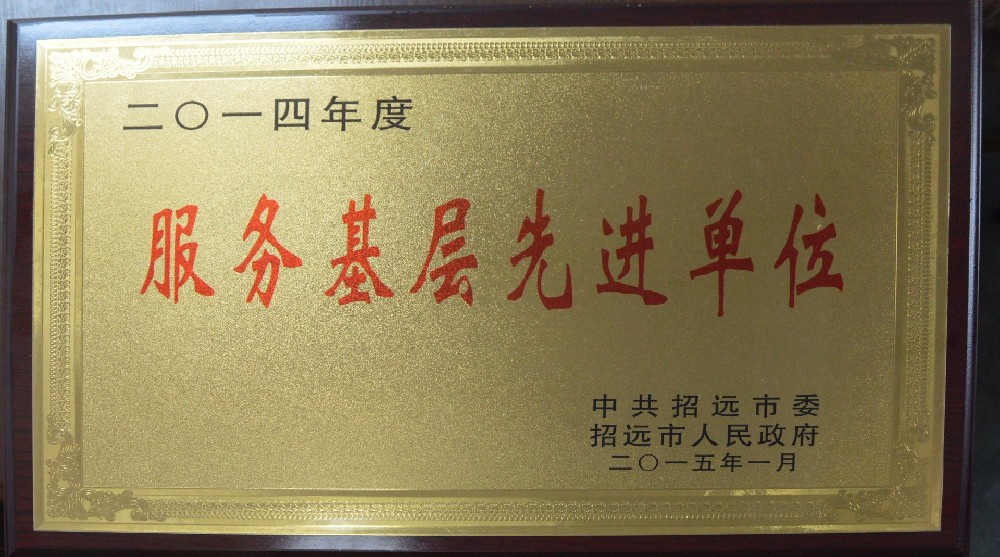 二〇一四年度
服务基层先进单位
中共招远市委
招远市人民政府
二〇一五年一月